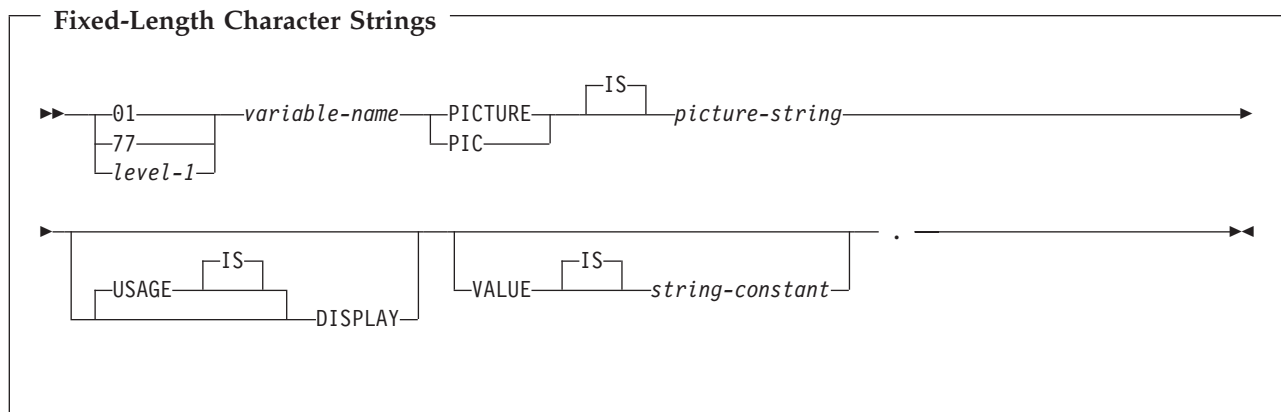 Fixed-Length Character Strings
IS
01 variable-name PICTURE picture-string
77 PIC
level-1
.
IS IS
USAGE VALUE string-constant
DISPLAY